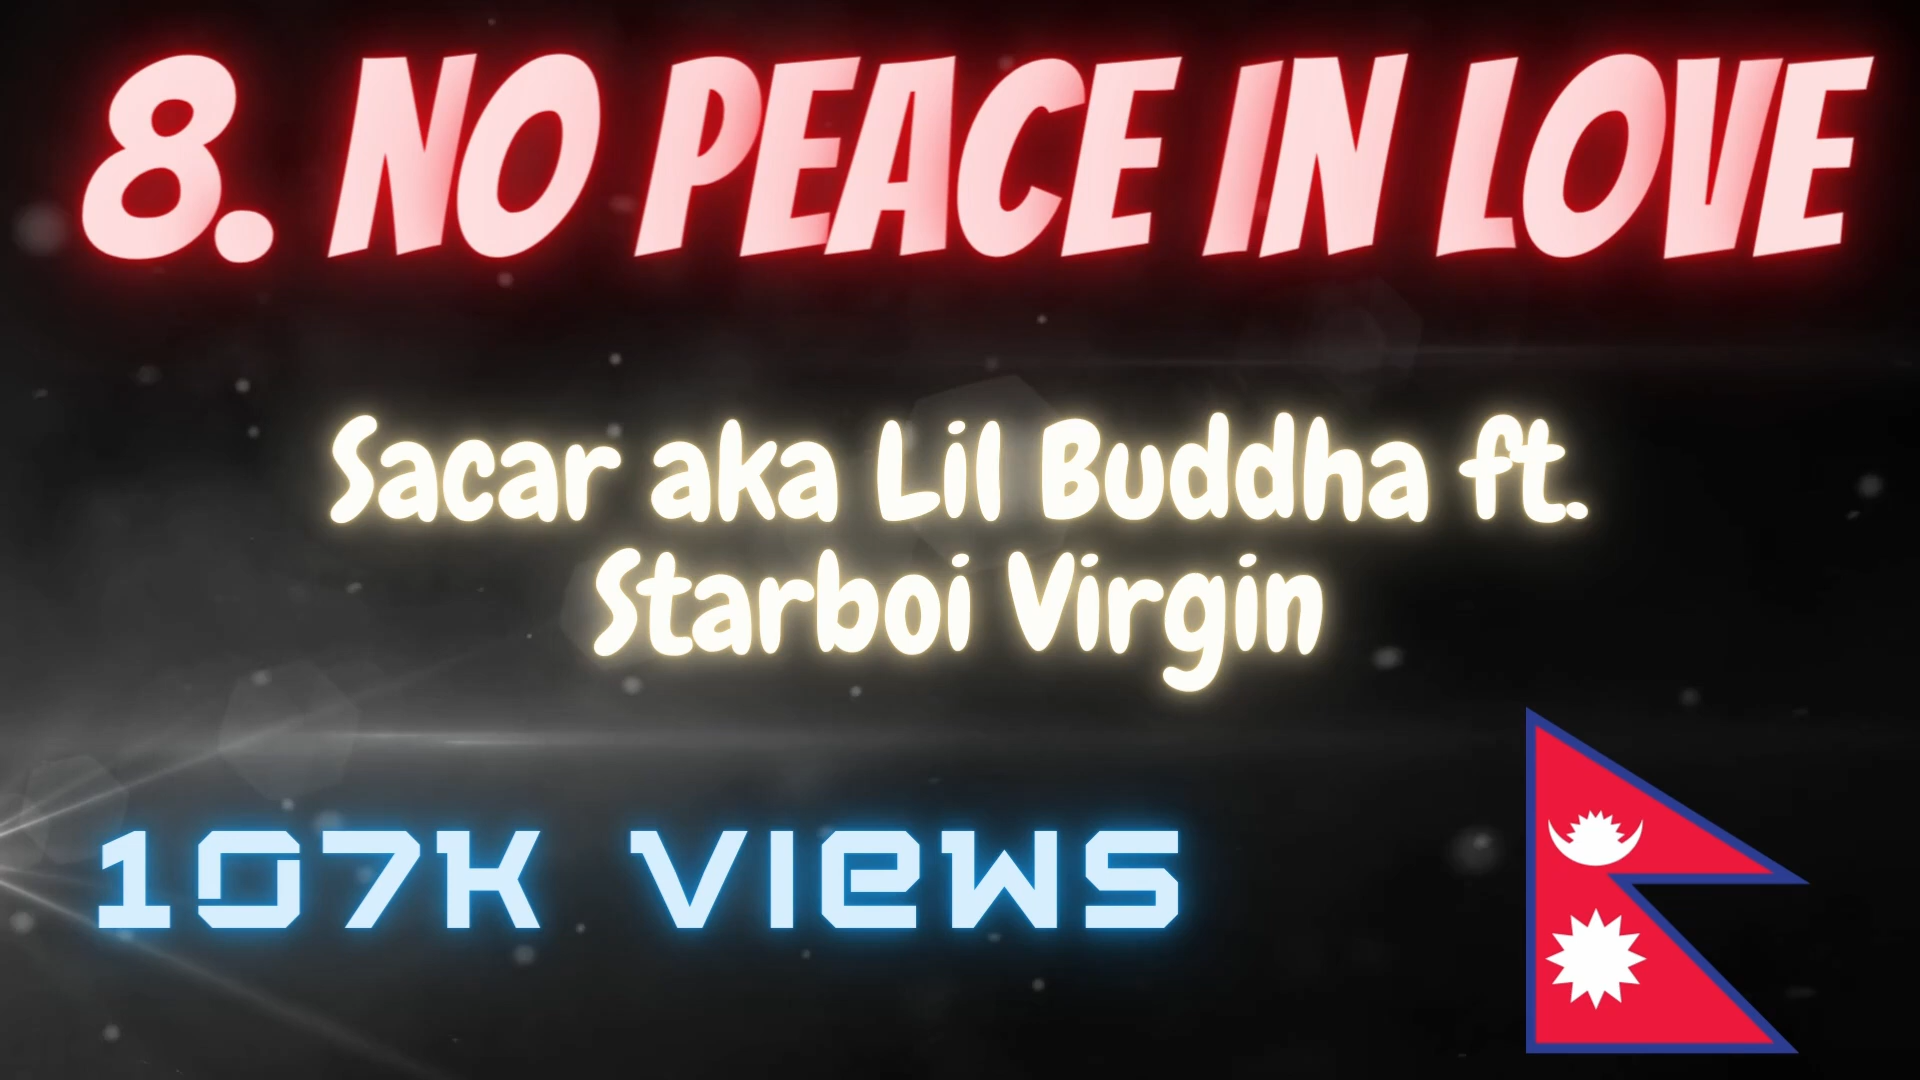 8. NO PEACE IN LOVE
Sacar aka Lil Buddha ft.
Starboi Virgin
107K VIEWS